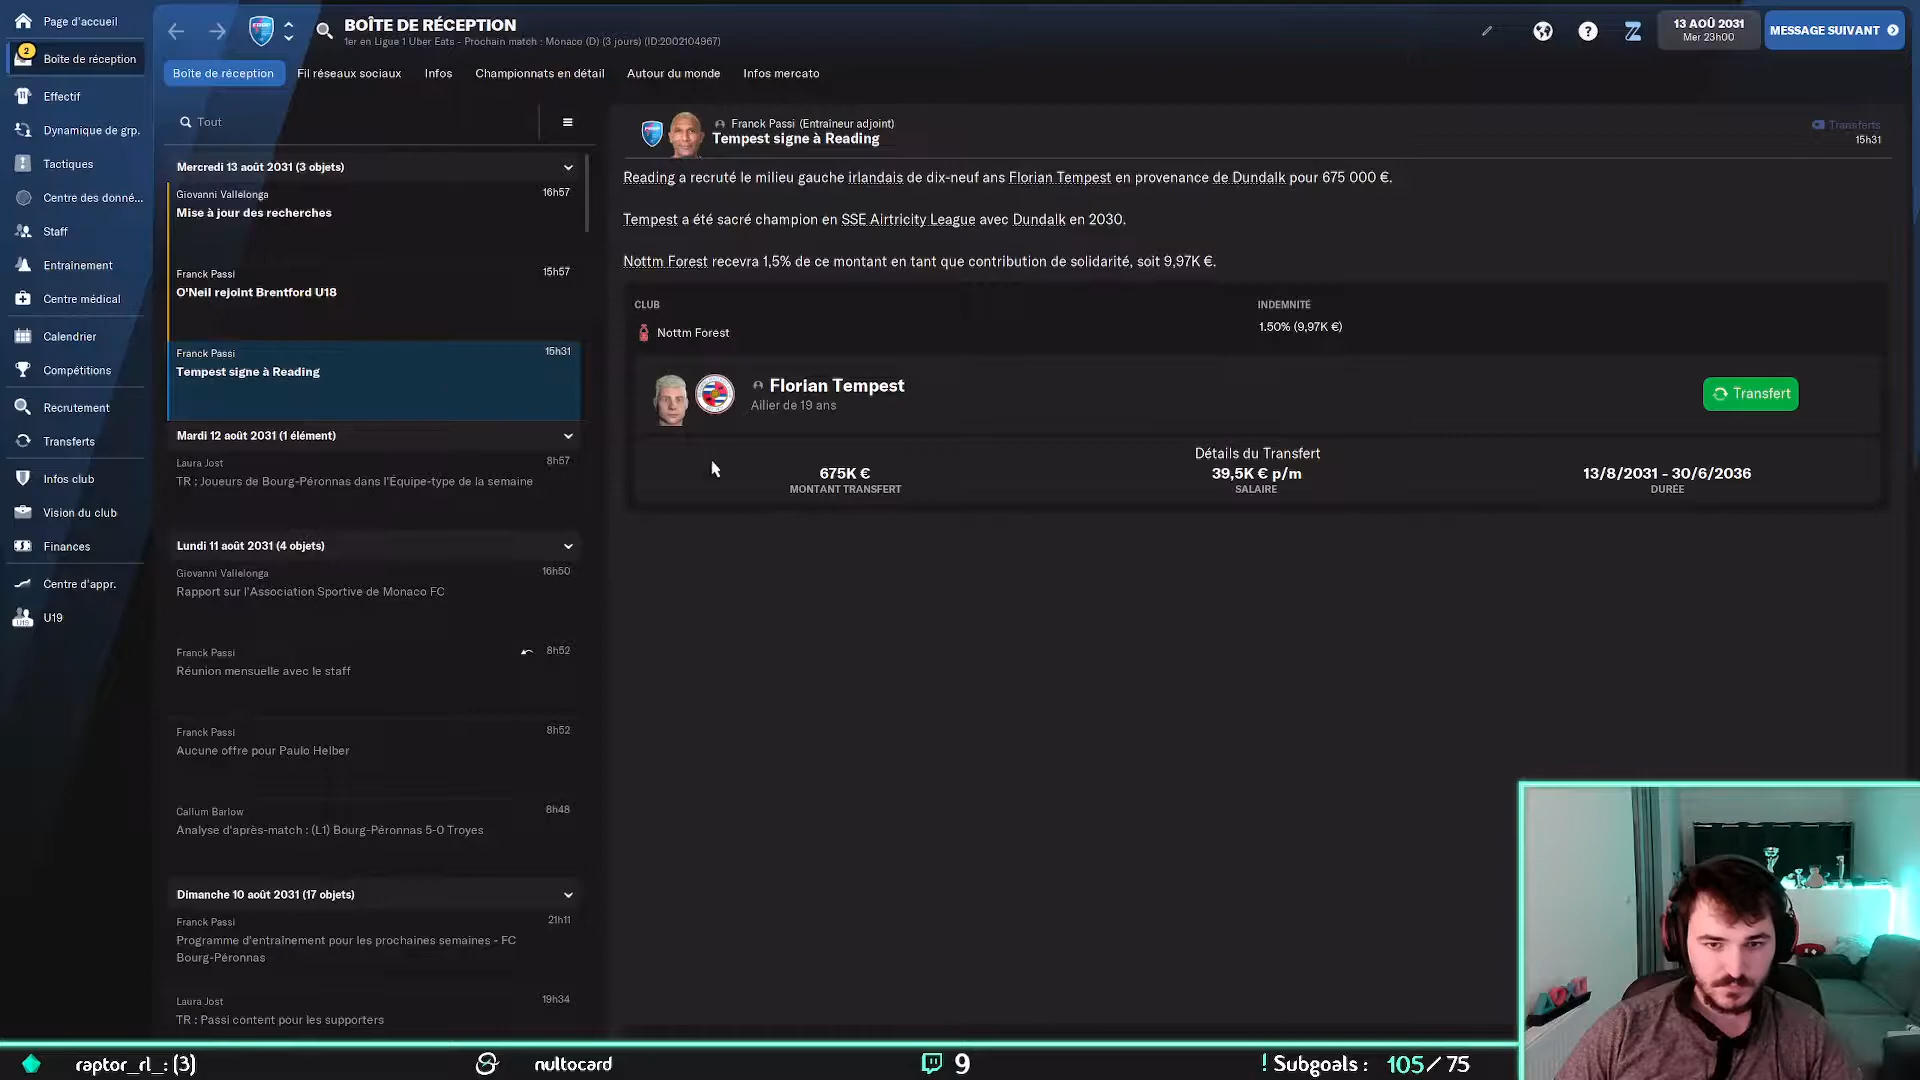 Page d'accueil
2
Boîte de réception
Effectif
Dynamique de grp.
Tactiques
Centre des donné...
Staff
Entraînement
Centre médical
Calendrier
Compétitions
Recrutement
Transferts
Infos club
Vision du club
Finances
Centre d'appr.
U19
BOÎTE DE RÉCEPTION
1er en Ligue 1 Uber Eats - Prochain match : Monaco (D) (3 jours) (ID:2002104967)
13 AOÛ 2031
Mer 23h00
MESSAGE SUIVANT
Boîte de réception
Fil réseaux sociaux
Infos
Championnats en détail
Autour du monde
Infos mercato
Tout
Mercredi 13 août 2031 (3 objets)
Giovanni Vallelonga
16h57
Mise à jour des recherches
Franck Passi
15h57
O'Neil rejoint Brentford U18
Franck Passi
15h31
Tempest signe à Reading
Mardi 12 août 2031 (1 élément)
Laura Jost
8h57
TR : Joueurs de Bourg-Péronnas dans l'Équipe-type de la semaine
Lundi 11 août 2031 (4 objets)
Giovanni Vallelonga
16h50
Rapport sur l'Association Sportive de Monaco FC
Franck Passi
8h52
Réunion mensuelle avec le staff
Franck Passi
8h52
Aucune offre pour Paulo Helber
Callum Barlow
8h48
Analyse d'après-match : (L1) Bourg-Péronnas 5-0 Troyes
Dimanche 10 août 2031 (17 objets)
Franck Passi
21h11
Programme d'entraînement pour les prochaines semaines - FC
Bourg-Péronnas
Laura Jost
19h34
TR : Passi content pour les supporters
Franck Passi (Entraîneur adjoint)
Tempest signe à Reading
Transferts
15h31
Reading a recruté le milieu gauche irlandais de dix-neuf ans Florian Tempest en provenance de Dundalk pour 675 000 €.
Tempest a été sacré champion en SSE Airtricity League avec Dundalk en 2030.
Nottm Forest recevra 1,5% de ce montant en tant que contribution de solidarité, soit 9,97K €.
CLUB
INDEMNITÉ
Nottm Forest
1.50% (9,97K €)
Florian Tempest
Ailier de 19 ans
Transfert
Détails du Transfert
675K €
MONTANT TRANSFERT
39,5K € p/m
SALAIRE
13/8/2031 - 30/6/2036
DURÉE
raptor_rl_: (3)
nultocard
9
! Subgoals : 105 / 75